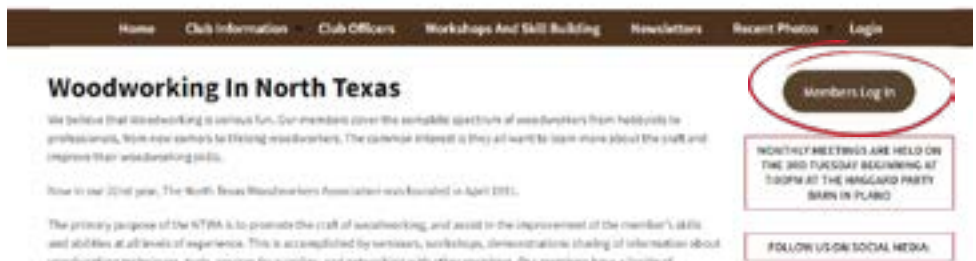 Home Club Information Club Officers Workshops And Skill Building Newsletters Recent Photos Login
Woodworking In North Texas
Members Log In
We believe that Woodworking is serious fun. Our members cover the complete spectrum of woodworkers from hobbyists to
professionals, from new comers to lifelong woodworkers. The common interest is they all want to learn more about the craft and
improve their woodworking skills.
MONTHLY MEETINGS ARE HELD ON
THE 3RD TUESDAY BEGINNING AT
7:00PM AT THE HAGGARD PARTY
BARN IN PLANO
Now in our year, The North Texas Woodworkers Association was founded in April
The primary purpose of the NTWA is to promote the craft of woodworking, and assist in the improvement of the member's skills
and abilities at all levels of experience. This is accomplished by seminars, workshops, demonstrations sharing of information about
FOLLOW US ON SOCIAL MEDIA: